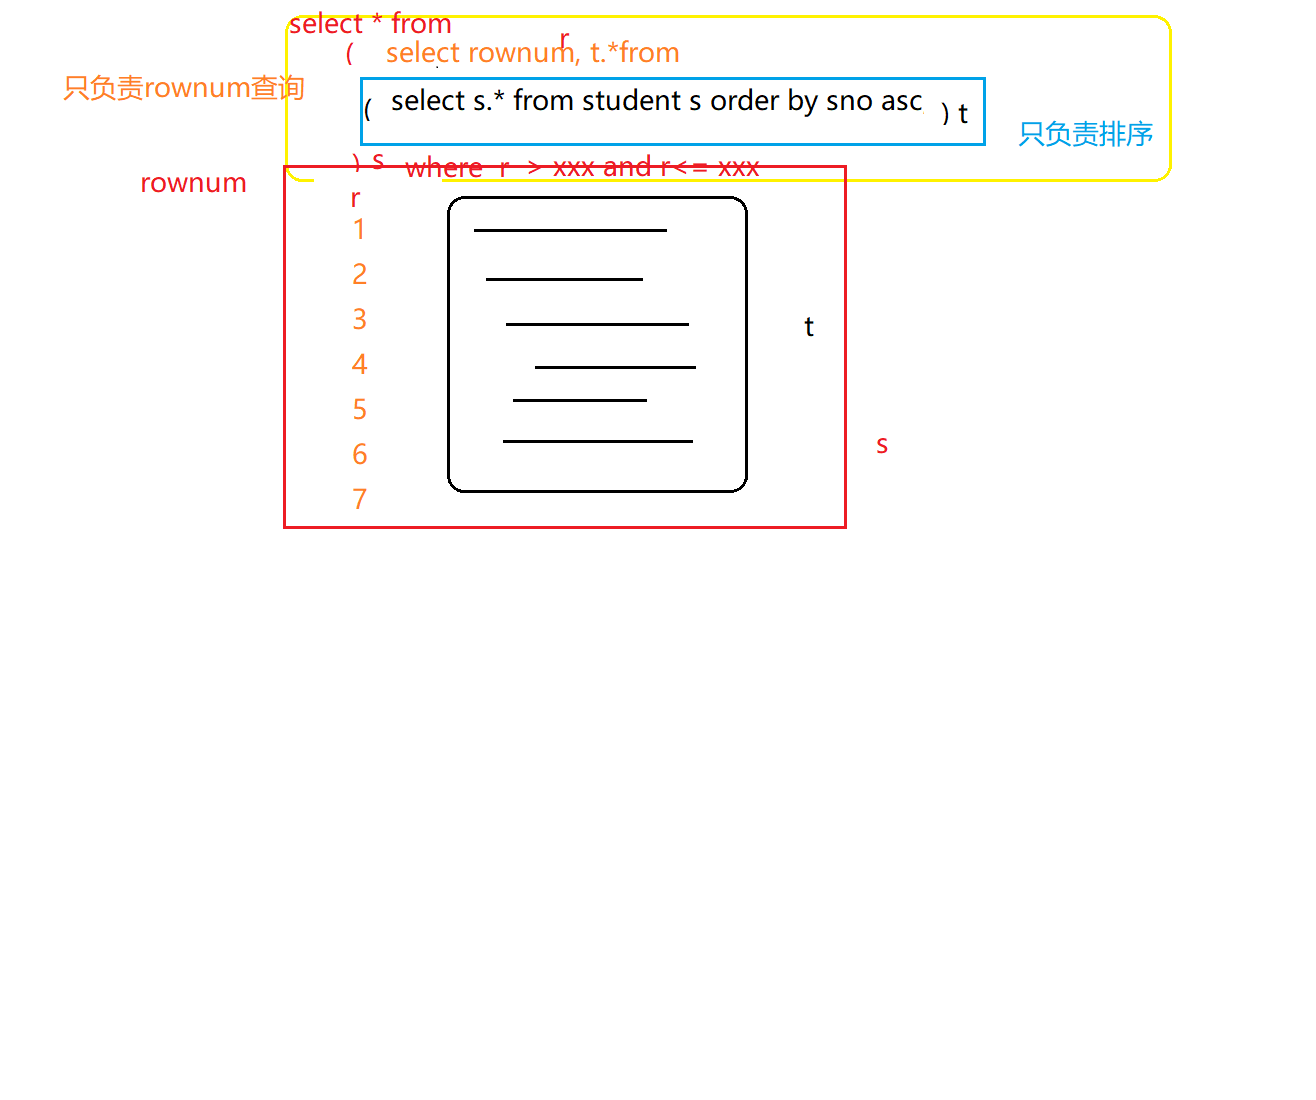 select * from
r
( select rownum, t.*from
只负责rownum查询
( select s.* from student s order by sno asc ) t
只负责排序
) s where r > xxx and r<= xxx
rownum
r
1
2
3
t
4
5
s
6
7